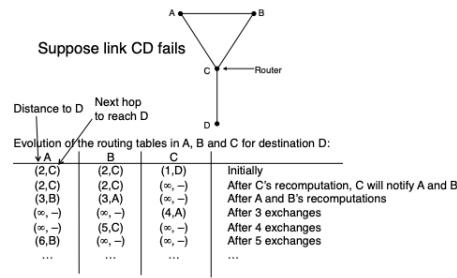 A B
Suppose link CD fails
C Router
Distance to D Next hop
to reach D
D
Evolution of the routing tables in A, B and C for destination D:
A B C
(2,C) (2,C) (1,D) Initially
(2,C) (2,C) (∞, –) After C's recomputation, C will notify A and B
(3,B) (3,A) (∞, –) After A and B's recomputations
(∞, –) (∞, –) (4,A) After 3 exchanges
(∞, –) (5,C) (∞, –) After 4 exchanges
(6,B) (∞, –) (∞, –) After 5 exchanges
... ... ... ...